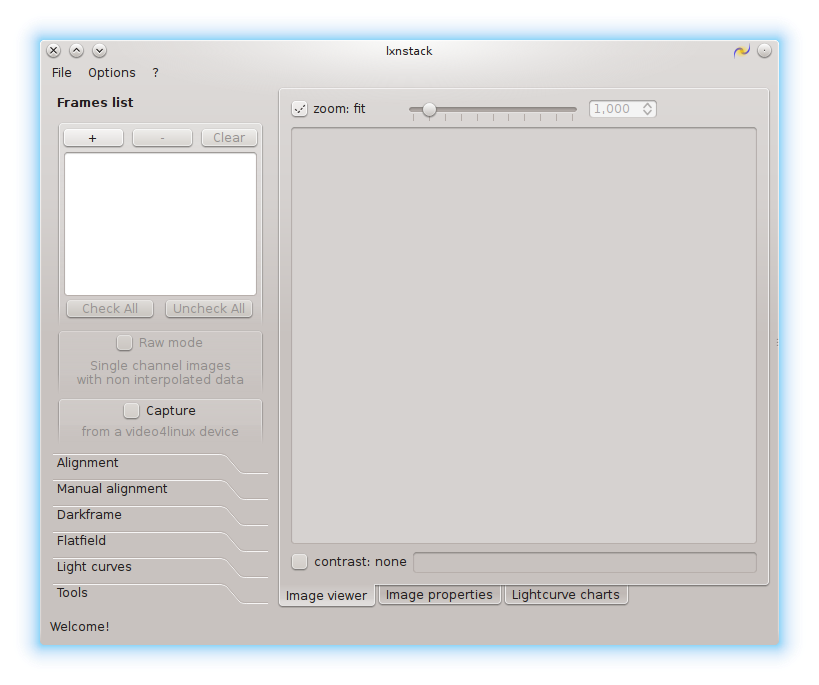 lxnstack
File Options ?
Frames list
+ - Clear
Check All Uncheck All
Raw mode
Single channel images
with non interpolated data
Capture
from a video4linux device
Alignment
Manual alignment
Darkframe
Flatfield
Light curves
Tools
zoom: fit 1,000
contrast: none
Image viewer Image properties Lightcurve charts
Welcome!